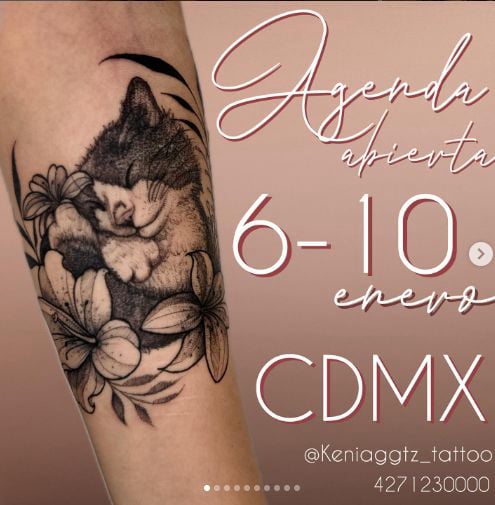 Agenda
abierta
6-10
enero
CDMX
@Keniaggtz_tattoo
4271230000